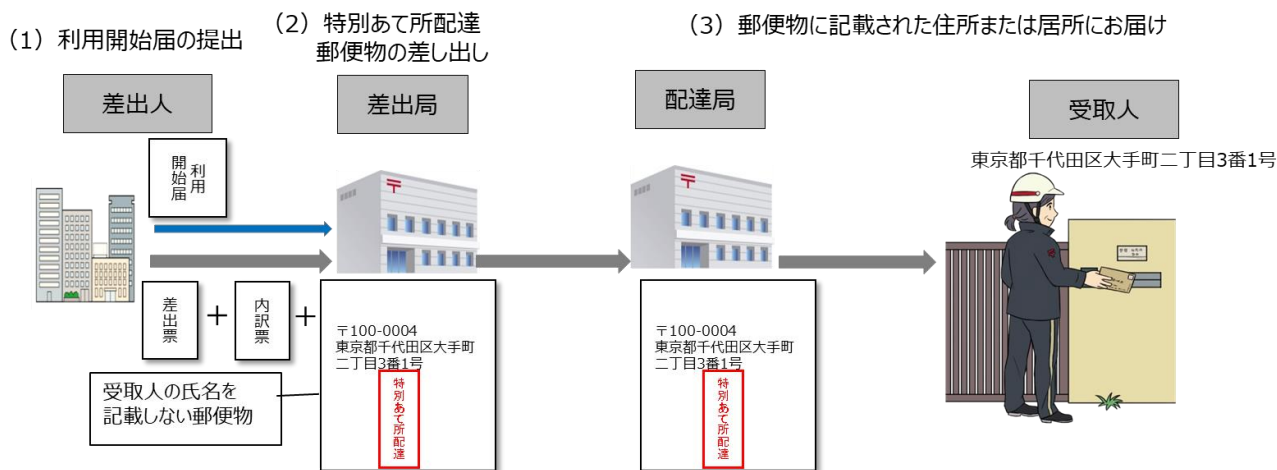 (1) 利用開始届の提出
(2) 特別あて所配達
郵便物の差し出し
(3) 郵便物に記載された住所または居所にお届け
差出人
差出局
配達局
受取人
東京都千代田区大手町二丁目3番1号
利用
開始届
〒
〒
差出票
+
内訳票
+
〒100-0004
東京都千代田区大手町
二丁目3番1号
特別あて所配達
〒100-0004
東京都千代田区大手町
二丁目3番1号
特別あて所配達
受取人の氏名を
記載しない郵便物